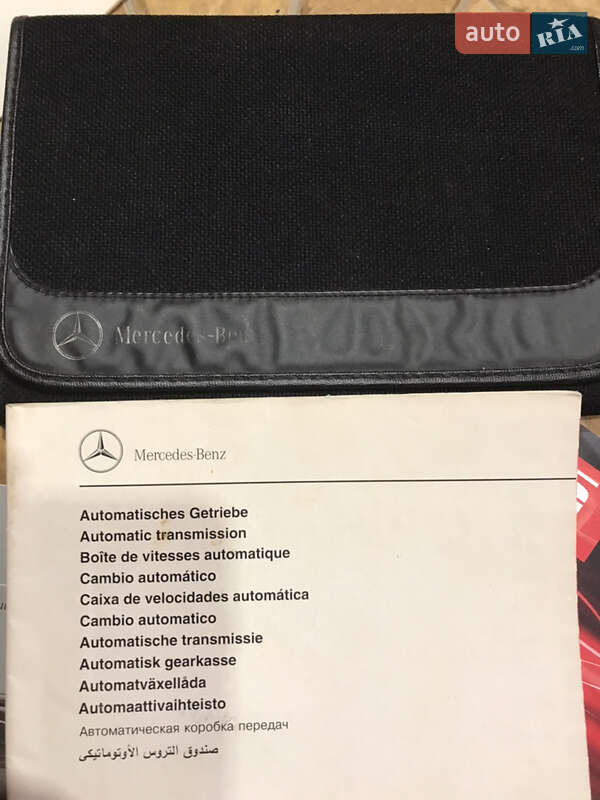 auto RIA
.com
Mercedes-Benz
Mercedes-Benz
Automatisches Getriebe
Automatic transmission
Boîte de vitesses automatique
Cambio automático
Caixa de velocidades automática
Cambio automatico
Automatische transmissie
Automatisk gearkasse
Automatväxellåda
Automaattivaihteisto
Автоматическая коробка передач
صندوق التروس الأوتوماتيكى